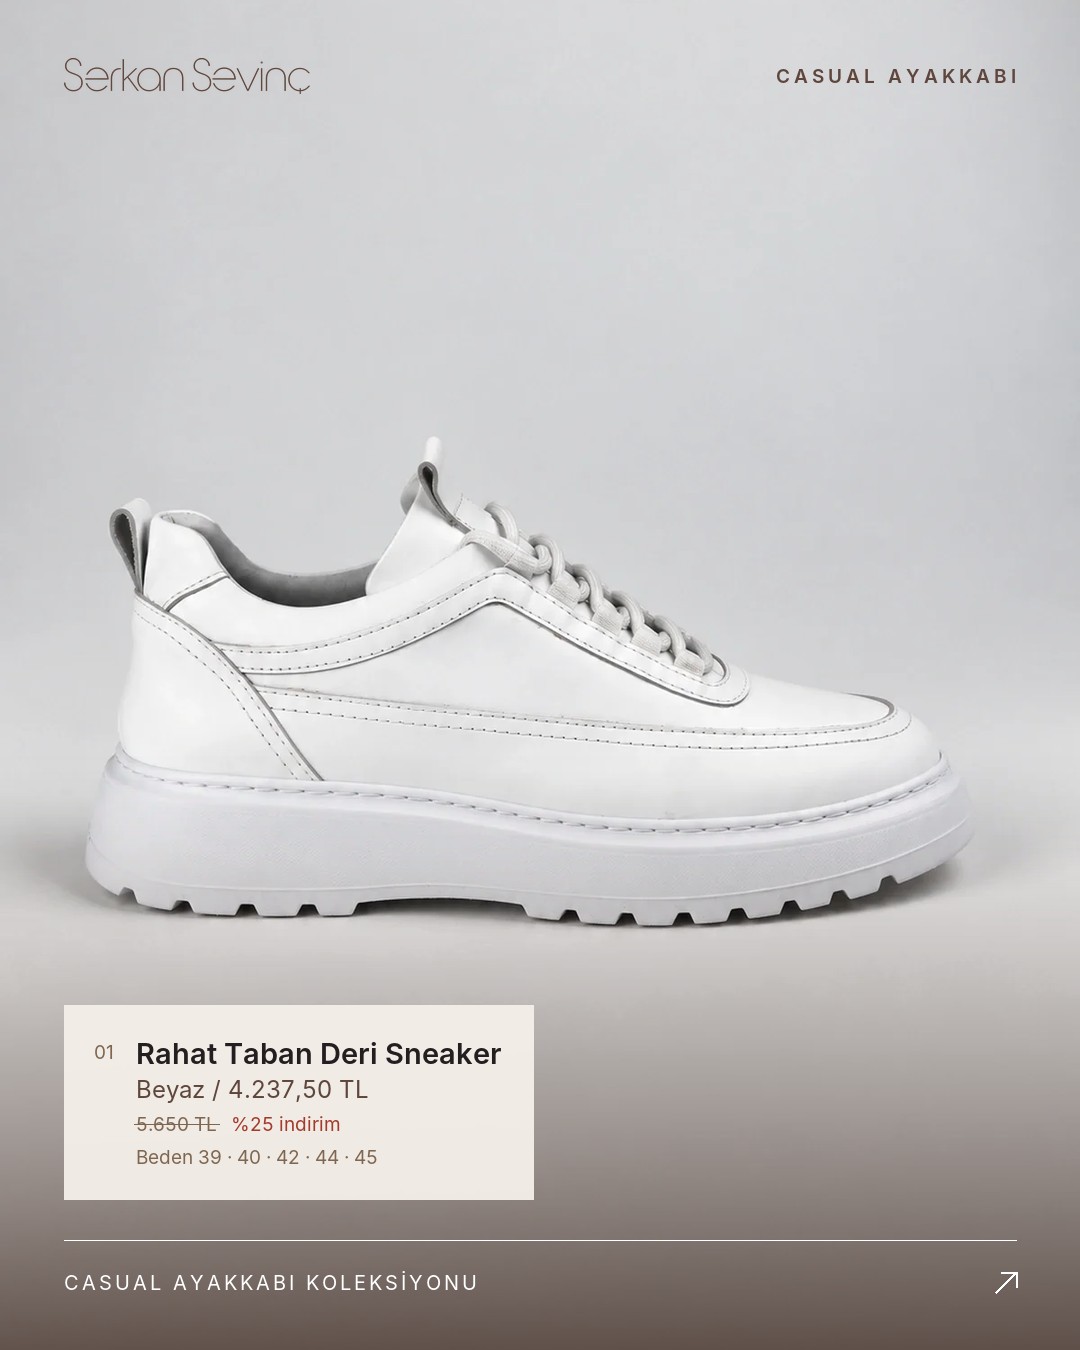 Serkan Sevinç
CASUAL AYAKKABI
01
Rahat Taban Deri Sneaker
Beyaz / 4.237,50 TL
5.650 TL %25 indirim
Beden 39 · 40 · 42 · 44 · 45
CASUAL AYAKKABI KOLEKSİYONU